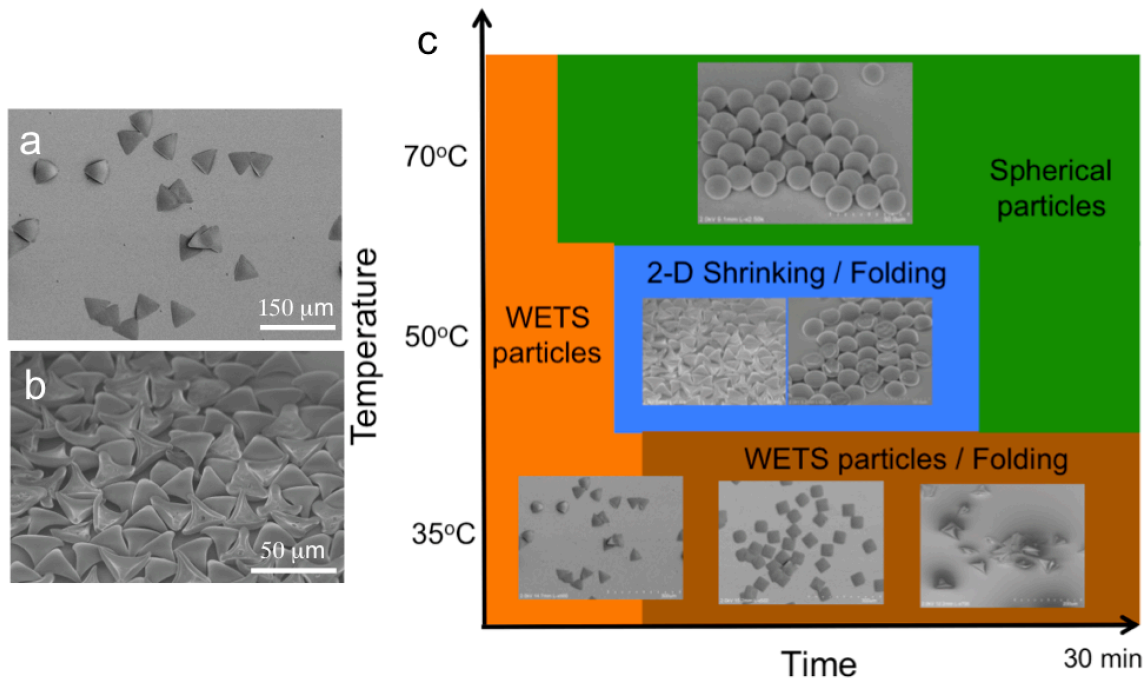 a
150 μm
b
50 μm
c
Temperature
70°C
50°C
35°C
Spherical
particles
2-D Shrinking / Folding
WETS
particles
WETS particles / Folding
Time
30 min